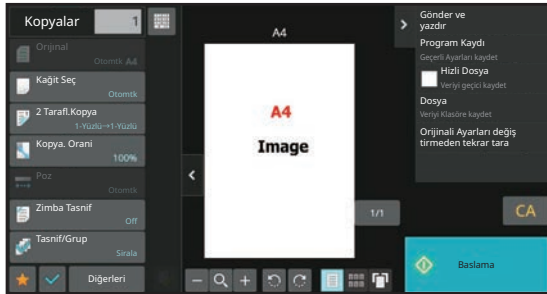 Kopyalar 1
Orijinal
Otomtk A4
Kağit Seç
Otomtk
2 Tarafl.Kopya
1-Yüzlü→1-Yüzlü
Kopya. Orani
100%
Poz
Otomtk
Zimba Tasnif
Off
Tasnif/Grup
Sirala
Diğerleri
A4
A4
Image
1/1
Gönder ve
yazdır
Program Kaydı
Geçerli Ayarları kaydet
Hizli Dosya
Veriyi geçici kaydet
Dosya
Veriyi Klasöre kaydet
Orijinali Ayarları değiş
tirmeden tekrar tara
CA
Baslama